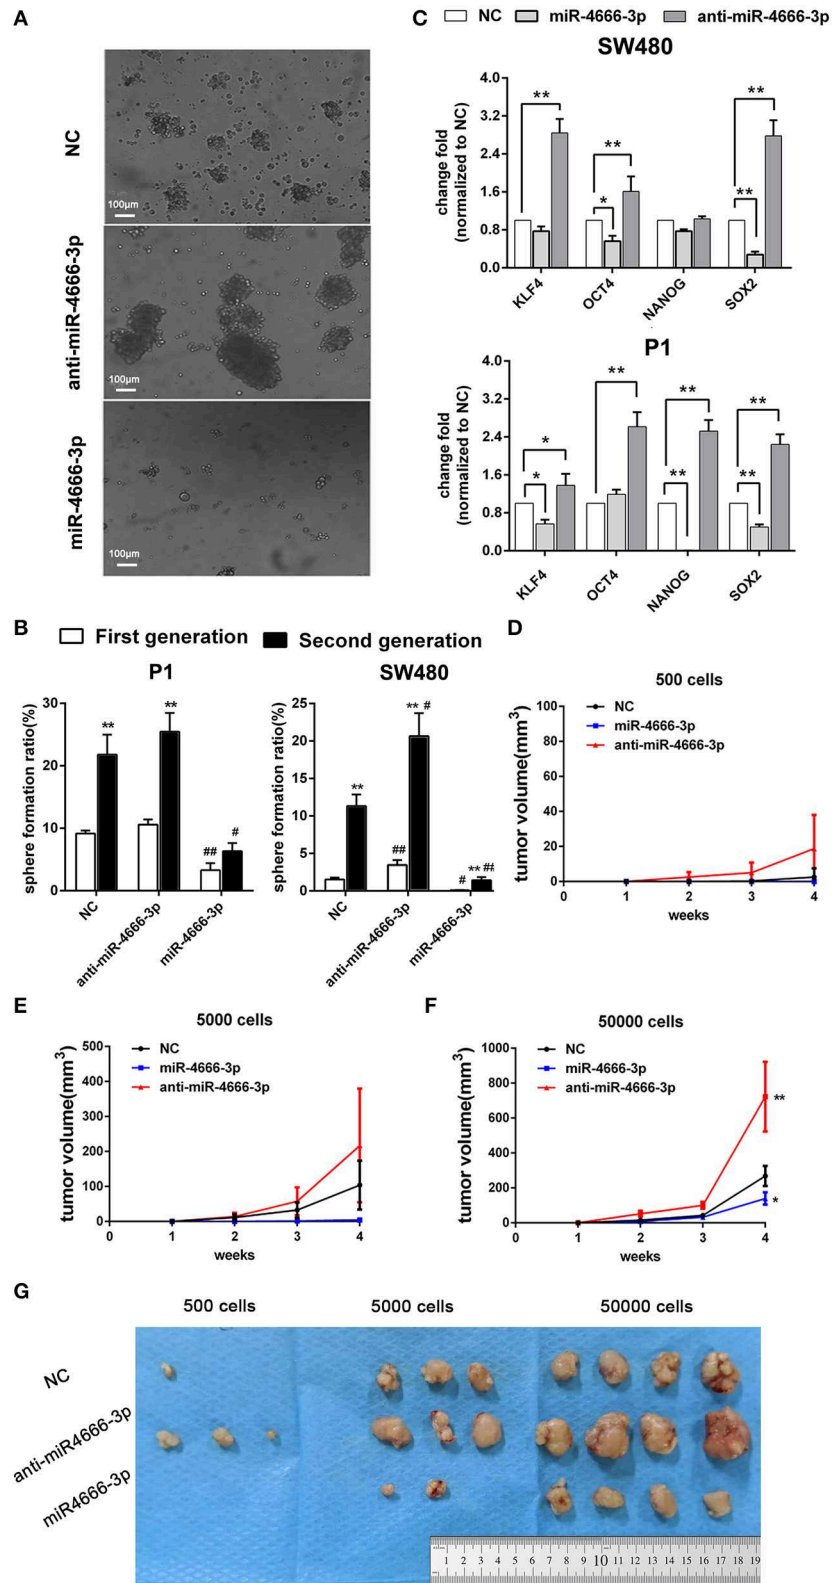 A
NC
100μm
anti-miR-4666-3p
100μm
miR-4666-3p
100μm
C
NC miR-4666-3p anti-miR-4666-3p
SW480
change fold
(normalized to NC)
4.0
3.2
2.4
1.6
0.8
0.0
**
**
*
**
**
KLF4 OCT4 NANOG SOX2
P1
change fold
(normalized to NC)
4.0
3.2
2.4
1.6
0.8
0.0
*
*
**
**
**
**
**
KLF4 OCT4 NANOG SOX2
B
First generation Second generation
P1
sphere formation ratio(%)
30
20
10
0
**
**
##
#
NC anti-miR-4666-3p miR-4666-3p
SW480
sphere formation ratio(%)
25
20
15
10
5
0
**
##
** #
#
** ##
NC anti-miR-4666-3p miR-4666-3p
D
500 cells
NC
miR-4666-3p
anti-miR-4666-3p
tumor volume(mm3)
100
80
60
40
20
0
0 1 2 3 4
weeks
E
5000 cells
NC
miR-4666-3p
anti-miR-4666-3p
tumor volume(mm3)
500
400
300
200
100
0
0 1 2 3 4
weeks
F
50000 cells
NC
miR-4666-3p
anti-miR-4666-3p
tumor volume(mm3)
1000
800
600
400
200
0
**
*
0 1 2 3 4
weeks
G
500 cells 5000 cells 50000 cells
NC
anti-miR4666-3p
miR4666-3p
1 2 3 4 5 6 7 8 9 10 11 12 13 14 15 16 17 18 19